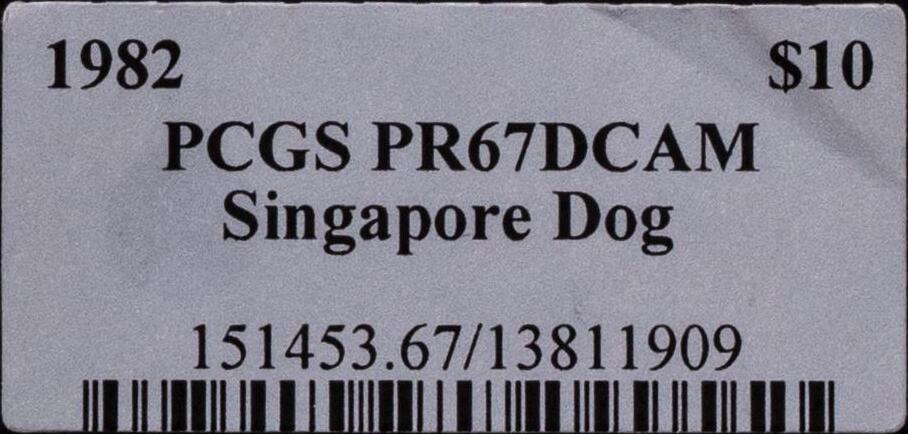 1982 $10
PCGS PR67DCAM
Singapore Dog
151453.67/13811909